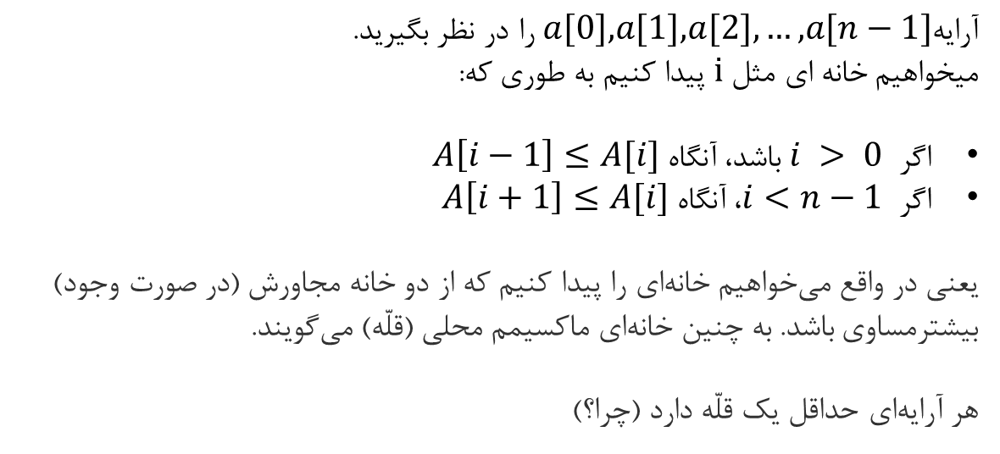 آرایه a[0],a[1],a[2], … ,a[n − 1] را در نظر بگیرید.
میخواهیم خانه ای مثل i پیدا کنیم به طوری که:
• اگر i > 0 باشد، آنگاه A[i − 1] ≤ A[i]
• اگر i < n − 1، آنگاه A[i + 1] ≤ A[i]
یعنی در واقع می‌خواهیم خانه‌ای را پیدا کنیم که از دو خانه مجاورش (در صورت وجود)
بیشترمساوی باشد. به چنین خانه‌ای ماکسیمم محلی (قلّه) می‌گویند.
هر آرایه‌ای حداقل یک قلّه دارد (چرا؟)